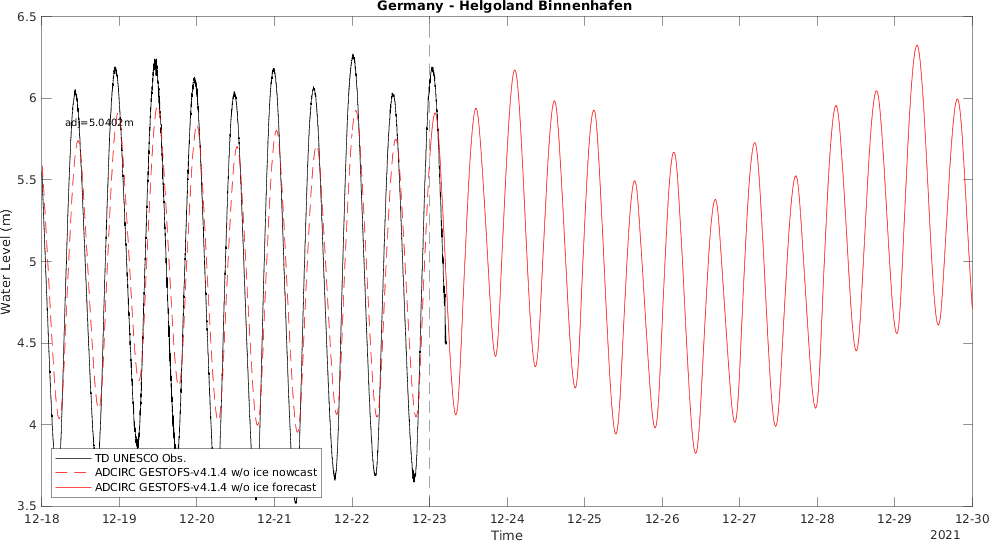 Germany - Helgoland Binnenhafen
6.5
6
5.5
5
4.5
4
3.5
Water Level (m)
adj=5.0402m
TD UNESCO Obs.
ADCIRC GESTOFS-v4.1.4 w/o ice nowcast
ADCIRC GESTOFS-v4.1.4 w/o ice forecast
12-18 12-19 12-20 12-21 12-22 12-23 12-24 12-25 12-26 12-27 12-28 12-29 12-30
Time
2021